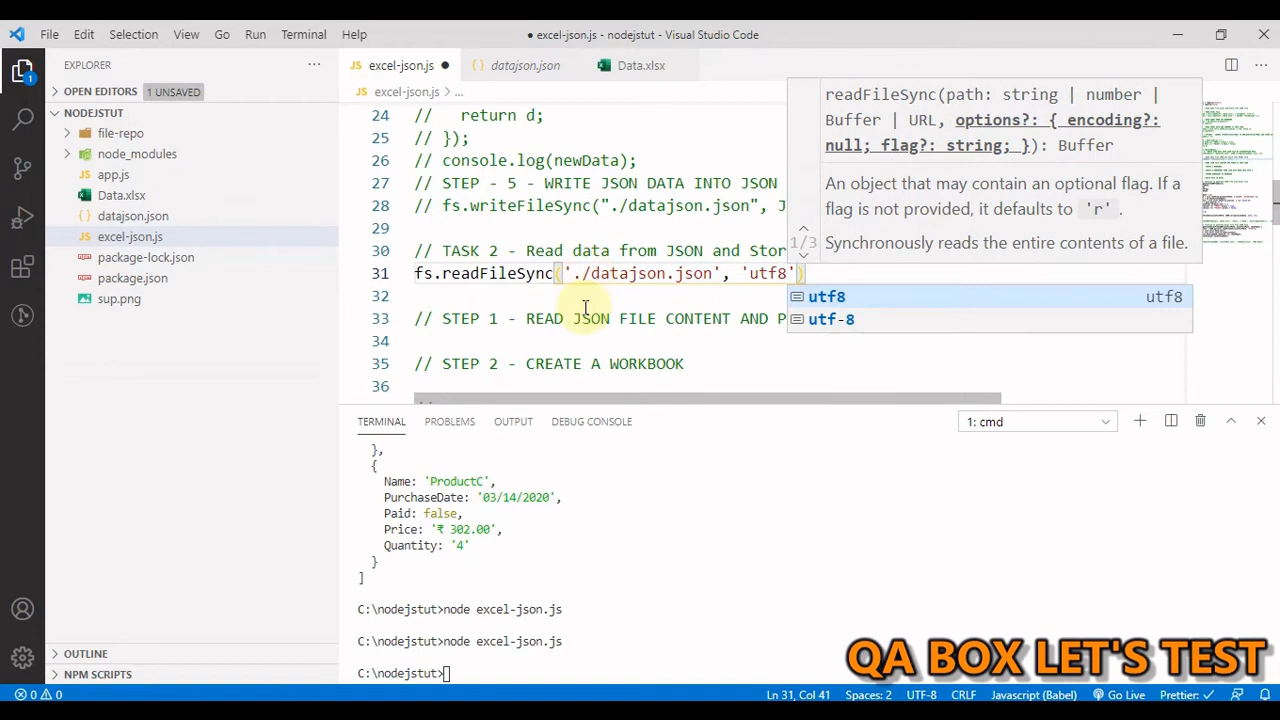 File Edit Selection View Go Run Terminal Help
● excel-json.js - nodejstut - Visual Studio Code
EXPLORER ...
OPEN EDITORS 1 UNSAVED
NODEJSTUT
file-repo
node_modules
JS app.js
Data.xlsx
{} datajson.json
JS excel-json.js
{} package-lock.json
{} package.json
sup.png
OUTLINE
NPM SCRIPTS
1
JS excel-json.js ● {} datajson.json Data.xlsx
JS excel-json.js > ...
24 // return d;
25 // });
26 // console.log(newData);
27 // STEP - 5 - WRITE JSON DATA INTO JSON
28 // fs.writeFileSync("./datajson.json",
29
30 // TASK 2 - Read data from JSON and Stor
31 fs.readFileSync('./datajson.json', 'utf8')
32
33 // STEP 1 - READ JSON FILE CONTENT AND P
34
35 // STEP 2 - CREATE A WORKBOOK
36
readFileSync(path: string | number |
Buffer | URL, options?: { encoding?:
null; flag?: string; }): Buffer
An object that may contain an optional flag. If a
flag is not provided, it defaults to 'r'.
1/3 Synchronously reads the entire contents of a file.
utf8 utf8
utf-8
TERMINAL PROBLEMS OUTPUT DEBUG CONSOLE 1: cmd
},
{
Name: 'ProductC',
PurchaseDate: '03/14/2020',
Paid: false,
Price: '₹ 302.00',
Quantity: '4'
}
]
C:\nodejstut>node excel-json.js
C:\nodejstut>node excel-json.js
C:\nodejstut>
QA BOX LET'S TEST
0 0 Ln 31, Col 41 Spaces: 2 UTF-8 CRLF Javascript (Babel) Go Live Prettier: ✓